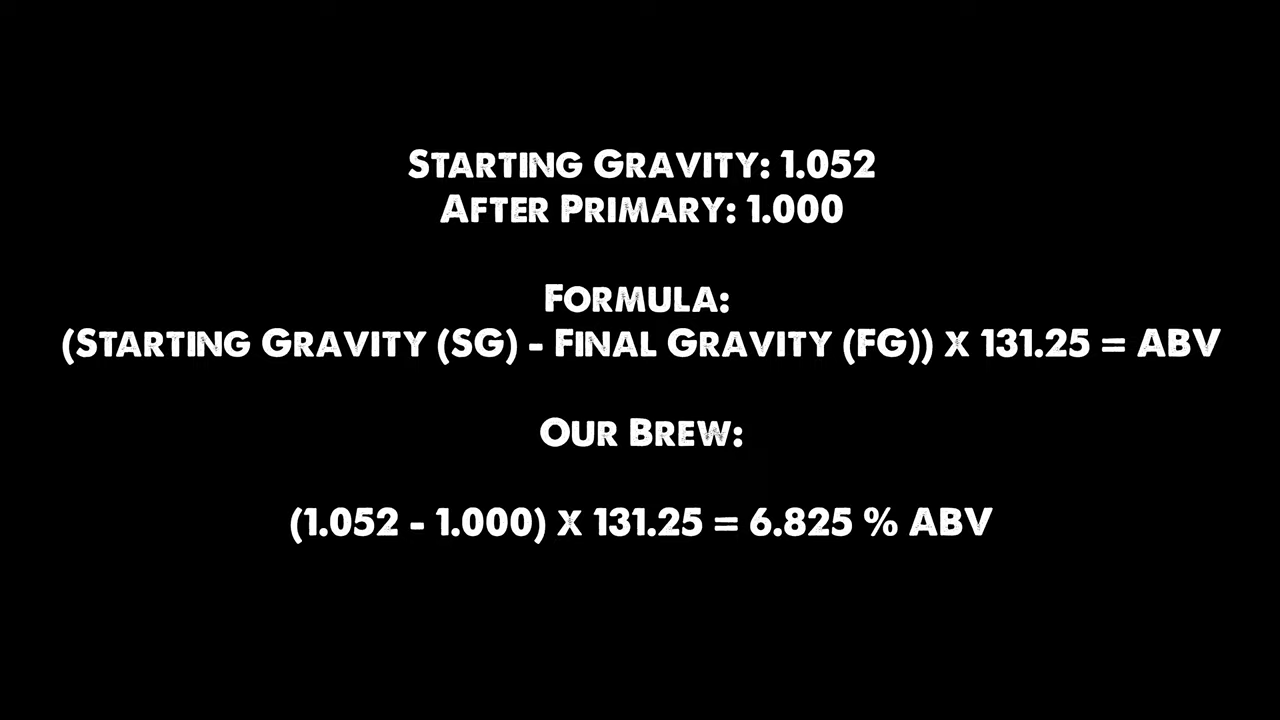 Starting Gravity: 1.052
After Primary: 1.000
Formula:
(Starting Gravity (SG) - Final Gravity (FG)) x 131.25 = ABV
Our Brew:
(1.052 - 1.000) x 131.25 = 6.825 % ABV